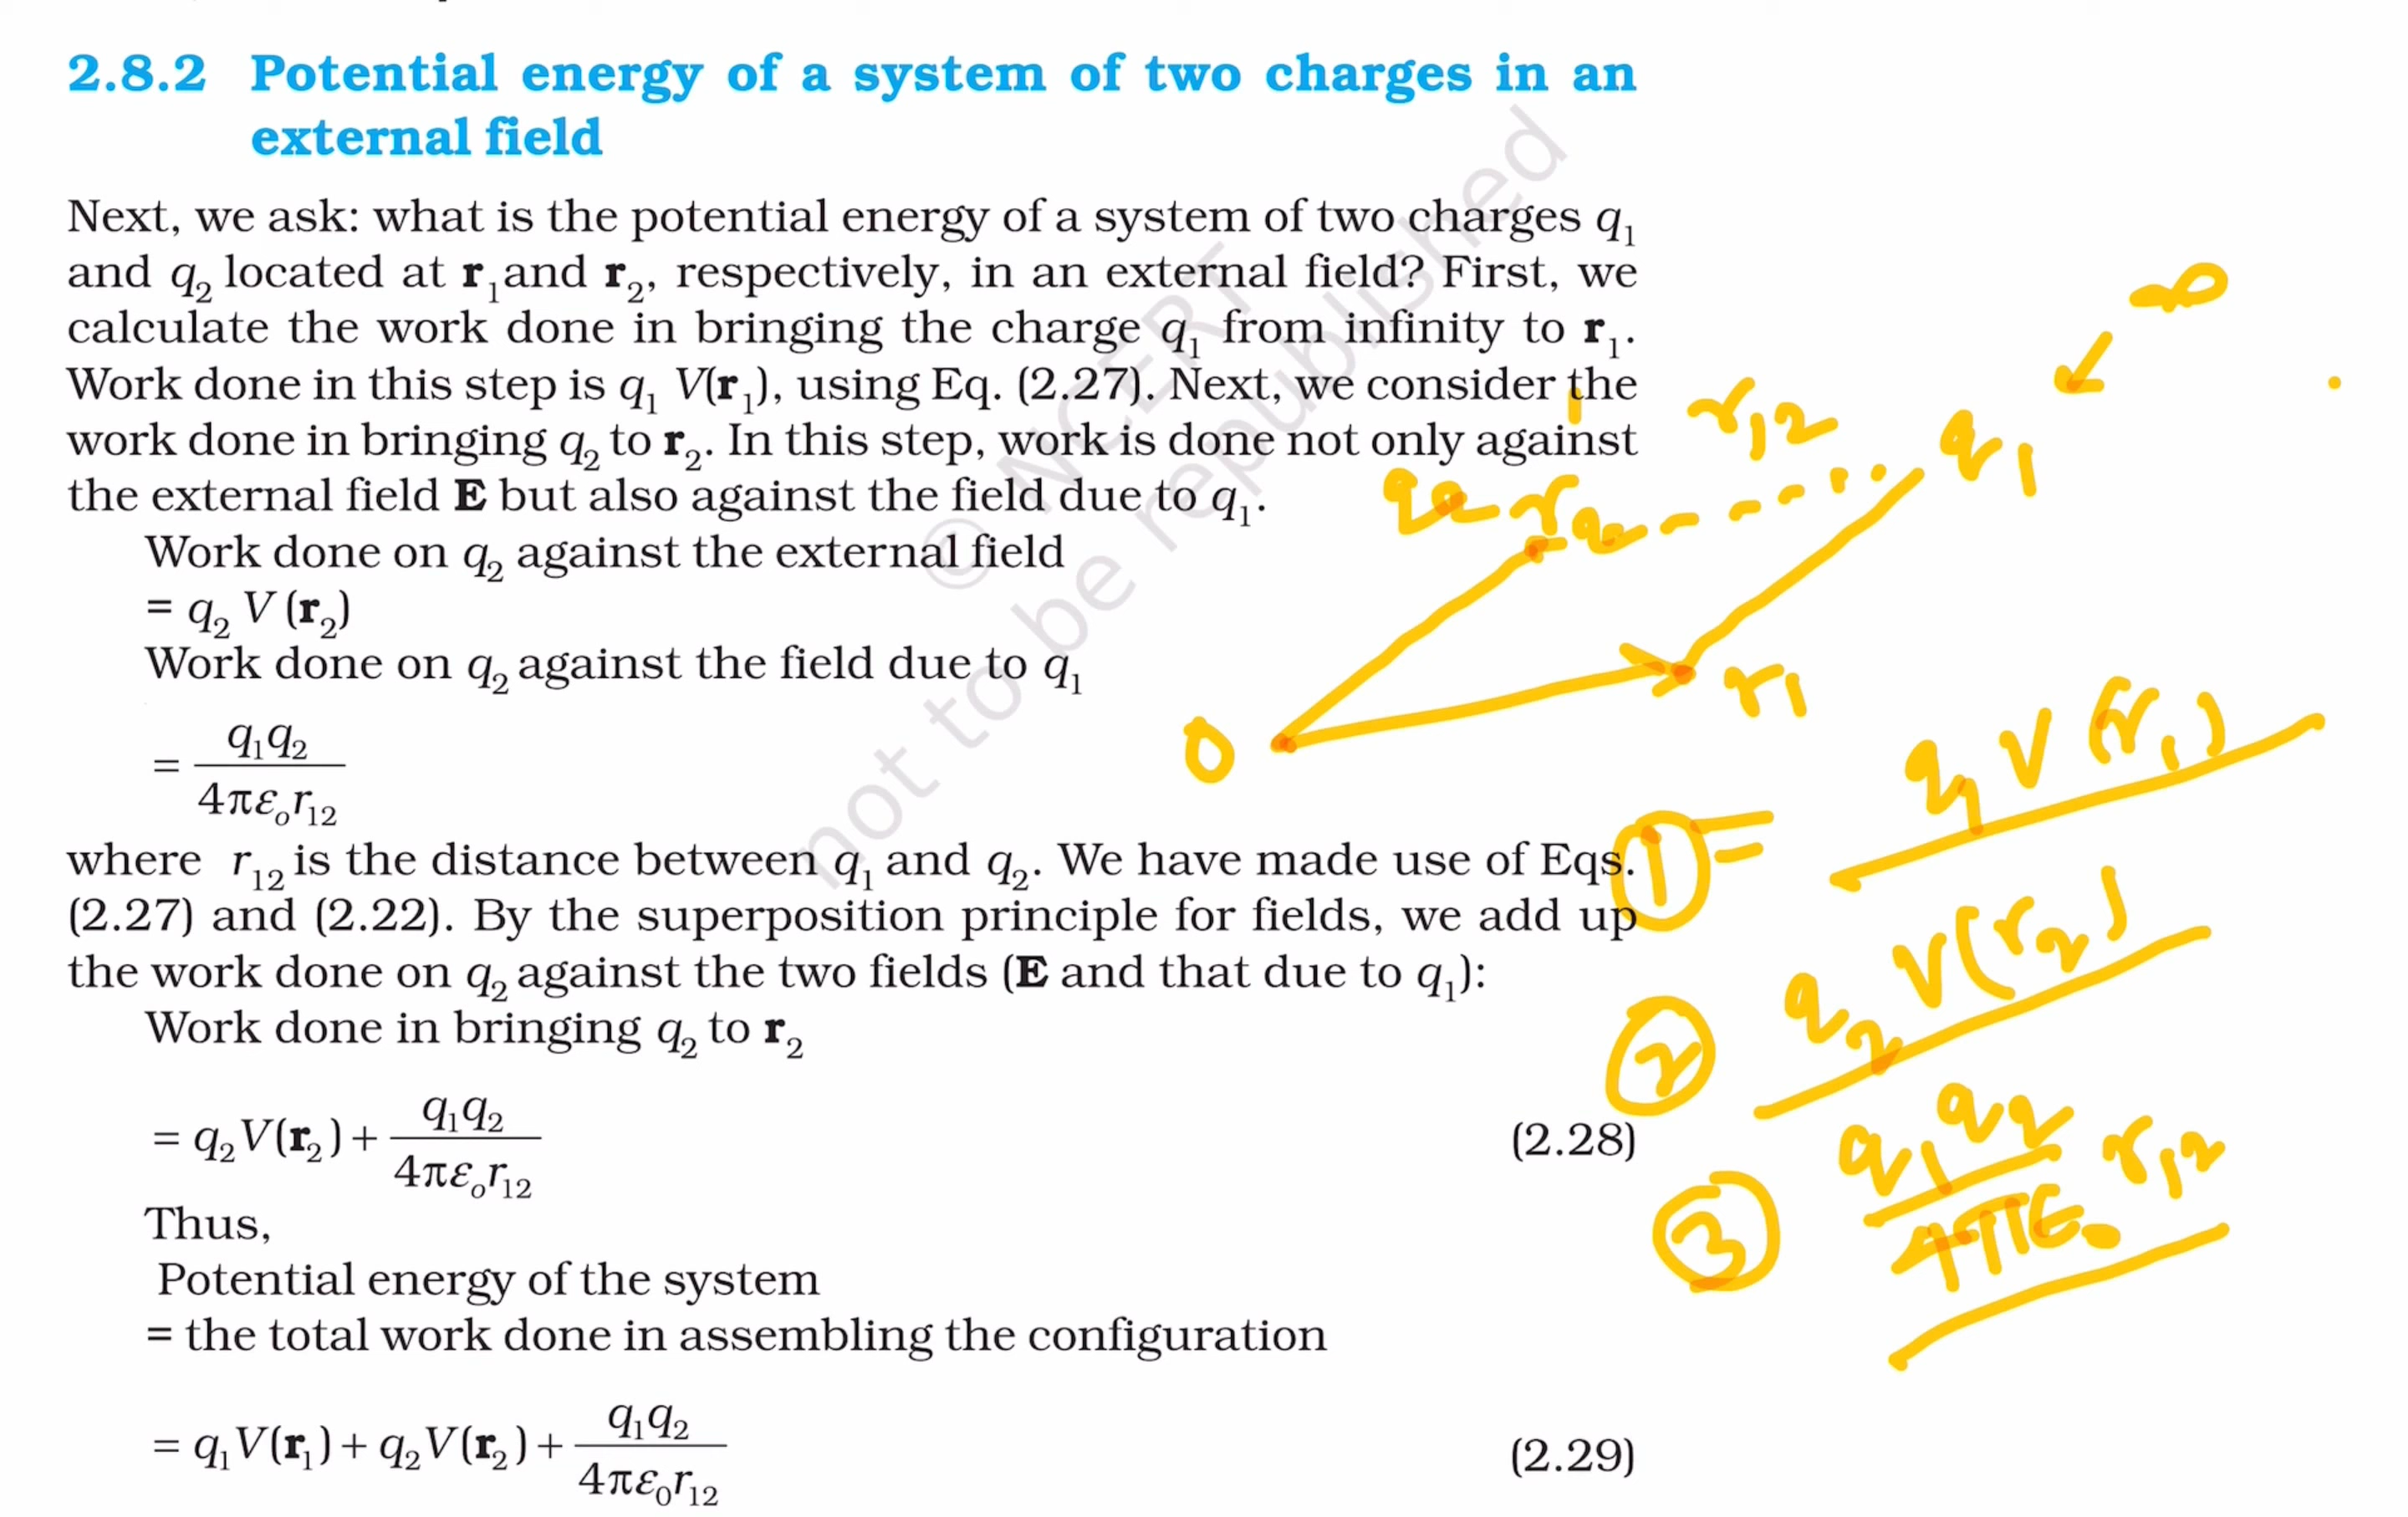 2.8.2 Potential energy of a system of two charges in an
external field
Next, we ask: what is the potential energy of a system of two charges q₁
and q₂ located at r₁ and r₂, respectively, in an external field? First, we
calculate the work done in bringing the charge q₁ from infinity to r₁.
Work done in this step is q₁ V(r₁), using Eq. (2.27). Next, we consider the
work done in bringing q₂ to r₂. In this step, work is done not only against
the external field E but also against the field due to q₁.
Work done on q₂ against the external field
= q₂ V (r₂)
Work done on q₂ against the field due to q₁
= q₁q₂ / 4πεₒr₁₂
where r₁₂ is the distance between q₁ and q₂. We have made use of Eqs.
(2.27) and (2.22). By the superposition principle for fields, we add up
the work done on q₂ against the two fields (E and that due to q₁):
Work done in bringing q₂ to r₂
= q₂V(r₂) + q₁q₂ / 4πεₒr₁₂ (2.28)
Thus,
Potential energy of the system
= the total work done in assembling the configuration
= q₁V(r₁) + q₂V(r₂) + q₁q₂ / 4πε₀r₁₂ (2.29)
© NCERT
not to be republished
∞
r₁₂
q₁
q₂ r₂
r₁
O
① = q₁ V (r₁)
② q₂ V(r₂)
③ q₁q₂ / 4πε₀ r₁₂